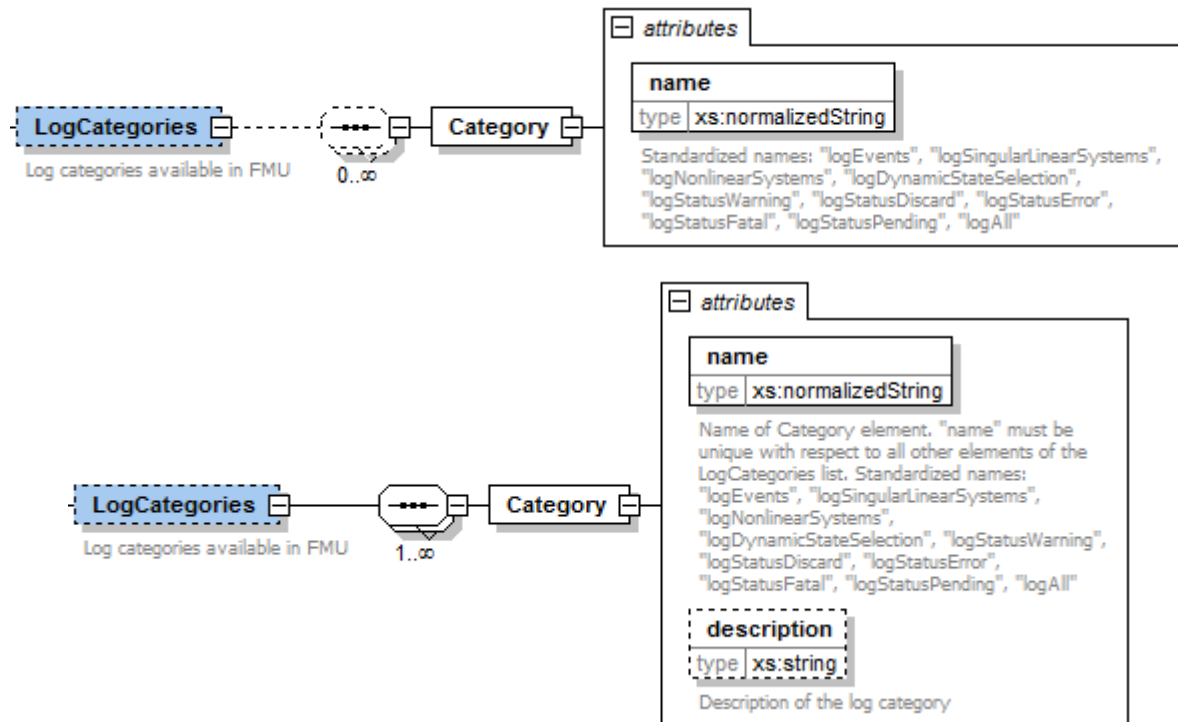 attributes
name
type xs:normalizedString
LogCategories
Category
Log categories available in FMU
0..∞
Standardized names: "logEvents", "logSingularLinearSystems",
"logNonlinearSystems", "logDynamicStateSelection",
"logStatusWarning", "logStatusDiscard", "logStatusError",
"logStatusFatal", "logStatusPending", "logAll"
attributes
name
type xs:normalizedString
Name of Category element. "name" must be
unique with respect to all other elements of the
LogCategories list. Standardized names:
"logEvents", "logSingularLinearSystems",
"logNonlinearSystems",
"logDynamicStateSelection", "logStatusWarning",
"logStatusDiscard", "logStatusError",
"logStatusFatal", "logStatusPending", "logAll"
LogCategories
Category
Log categories available in FMU
1..∞
description
type xs:string
Description of the log category